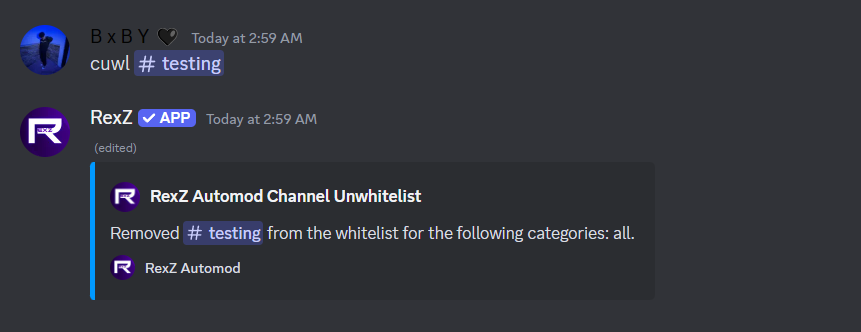 B x B Y 🖤 Today at 2:59 AM
cuwl # testing
RexZ ✓ APP Today at 2:59 AM
(edited)
RexZ Automod Channel Unwhitelist
Removed # testing from the whitelist for the following categories: all.
RexZ Automod